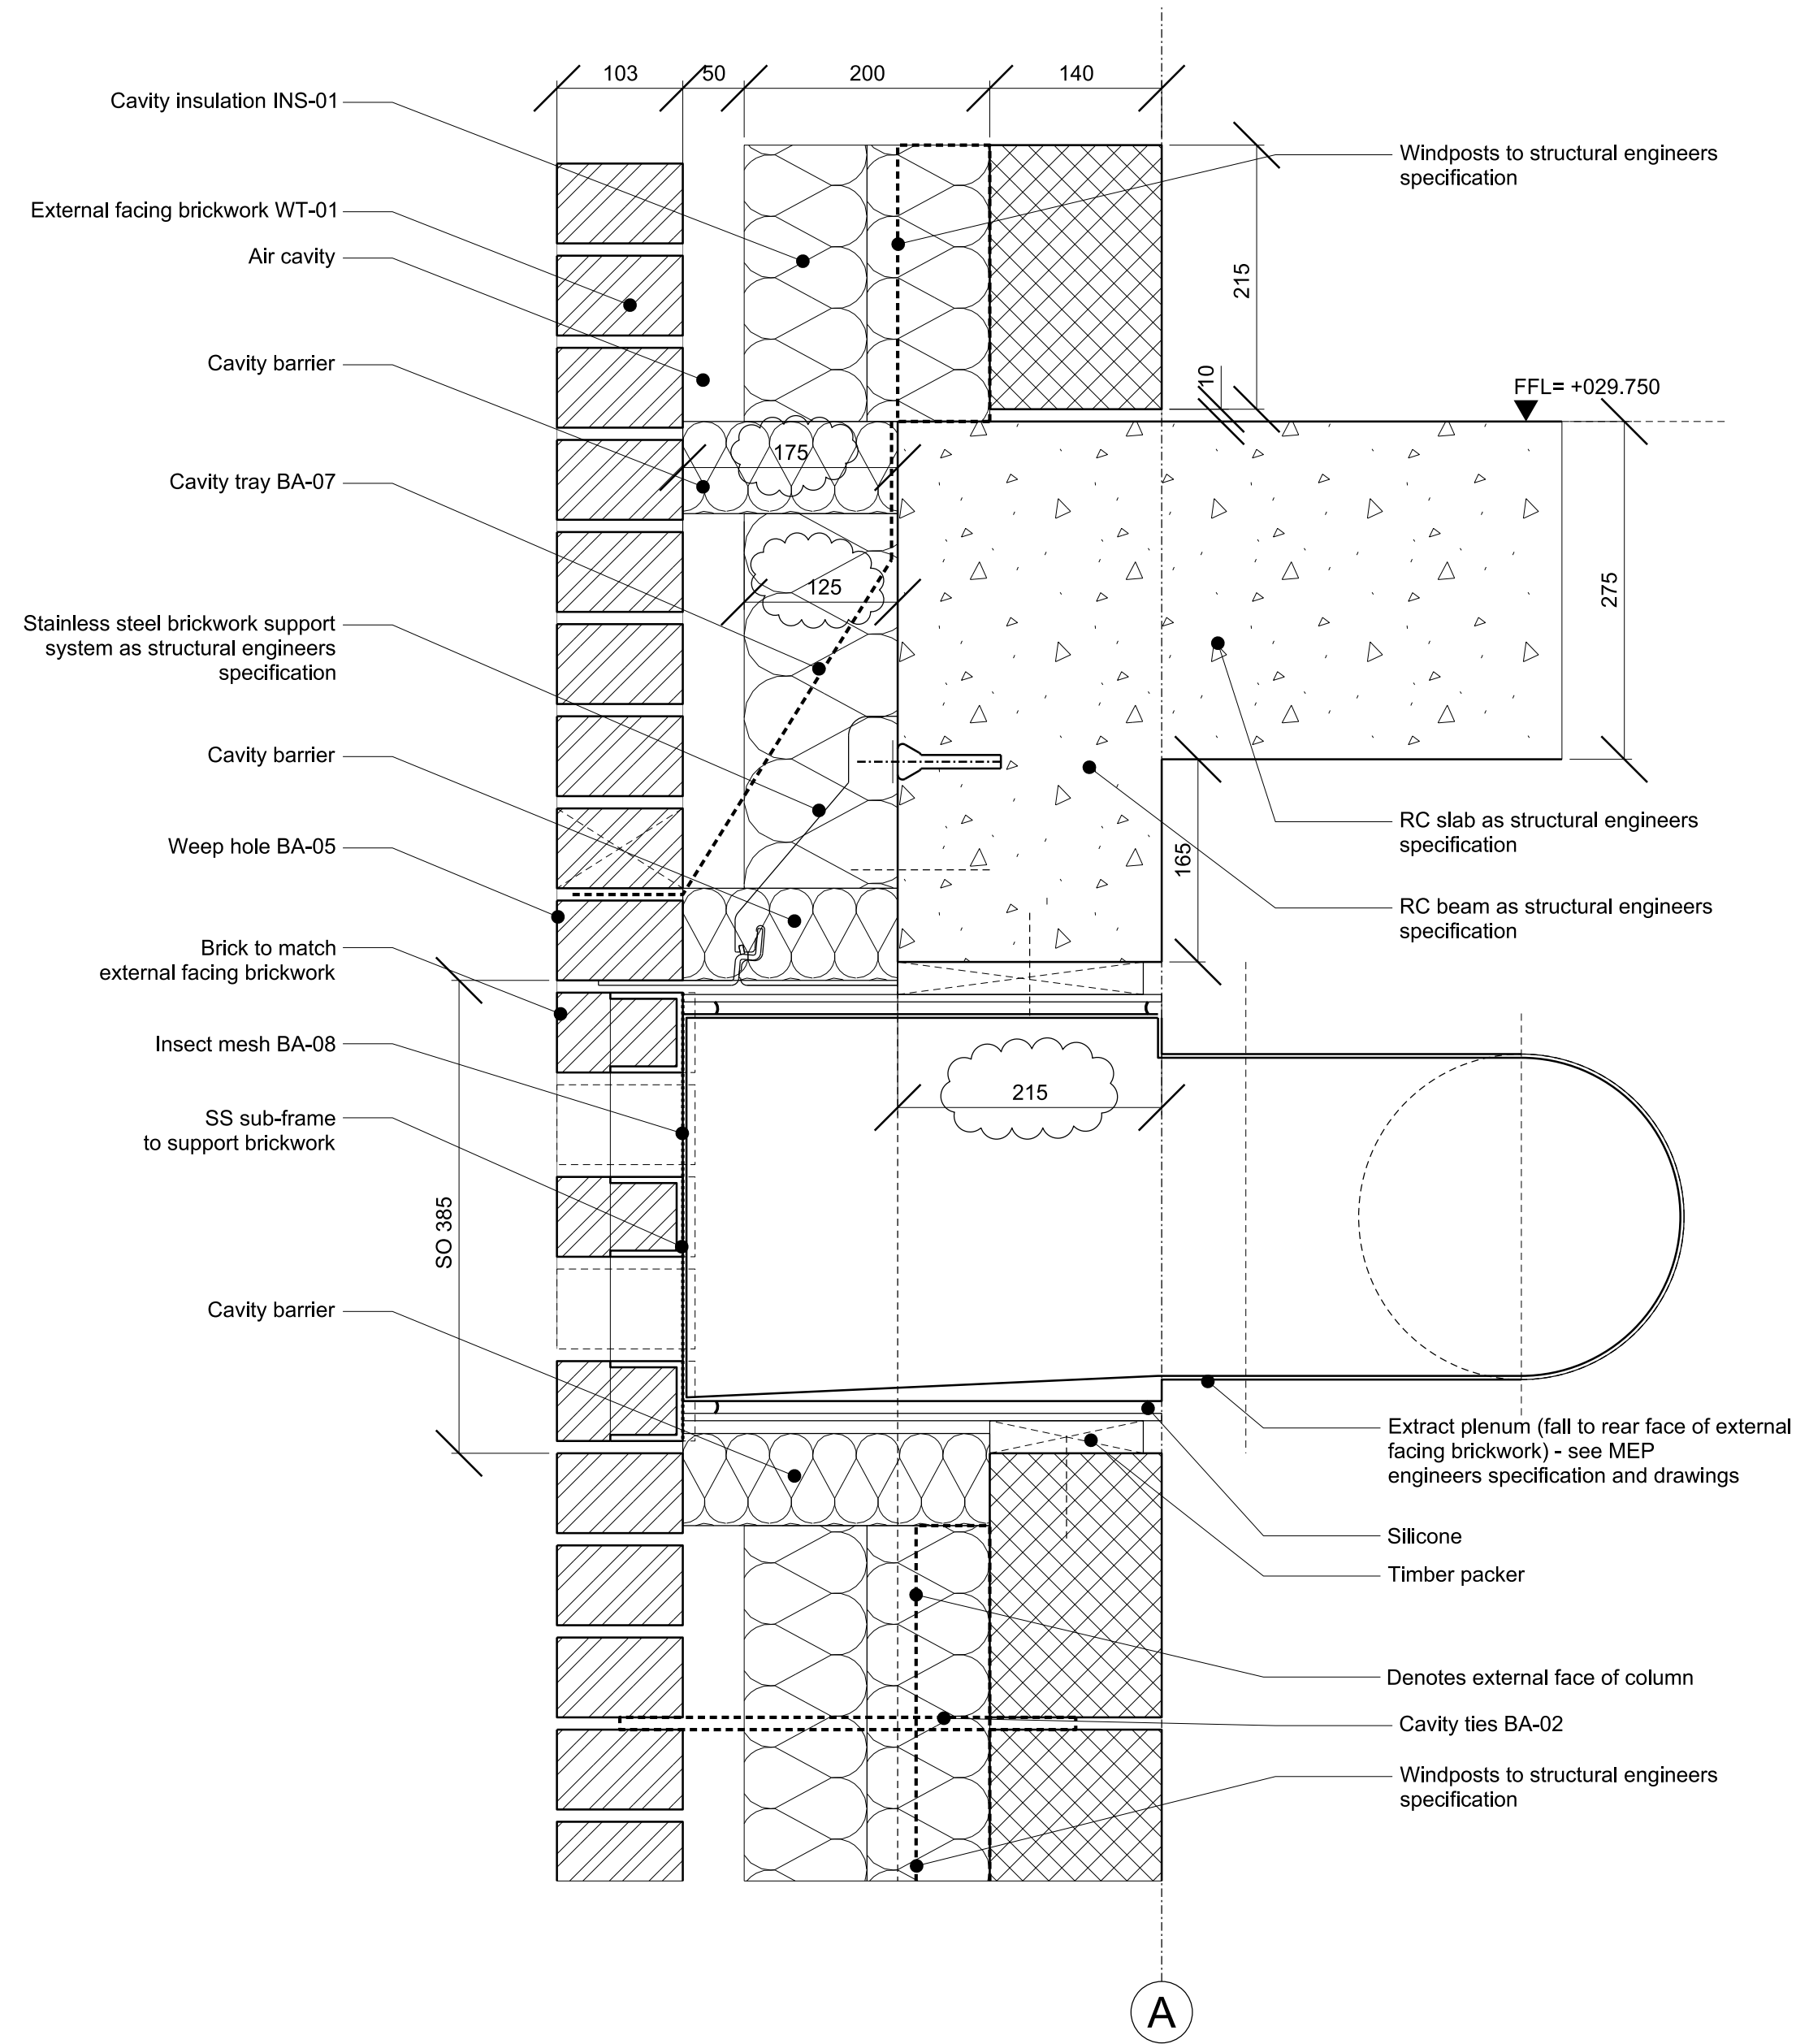 103
50
200
140
Cavity insulation INS-01
External facing brickwork WT-01
Air cavity
Cavity barrier
Cavity tray BA-07
Stainless steel brickwork support
system as structural engineers
specification
Cavity barrier
Weep hole BA-05
Brick to match
external facing brickwork
Insect mesh BA-08
SS sub-frame
to support brickwork
Cavity barrier
SO 385
175
125
215
Windposts to structural engineers
specification
215
10
FFL= +029.750
275
165
RC slab as structural engineers
specification
RC beam as structural engineers
specification
Extract plenum (fall to rear face of external
facing brickwork) - see MEP
engineers specification and drawings
Silicone
Timber packer
Denotes external face of column
Cavity ties BA-02
Windposts to structural engineers
specification
A